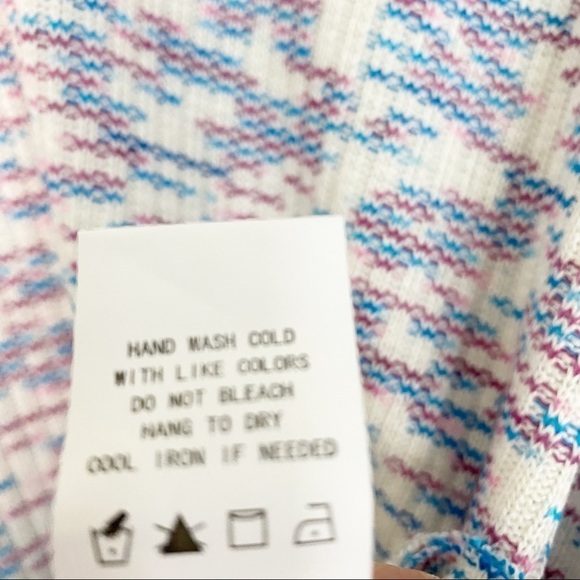 HAND WASH COLD
WITH LIKE COLORS
DO NOT BLEACH
HANG TO DRY
COOL IRON IF NEEDED